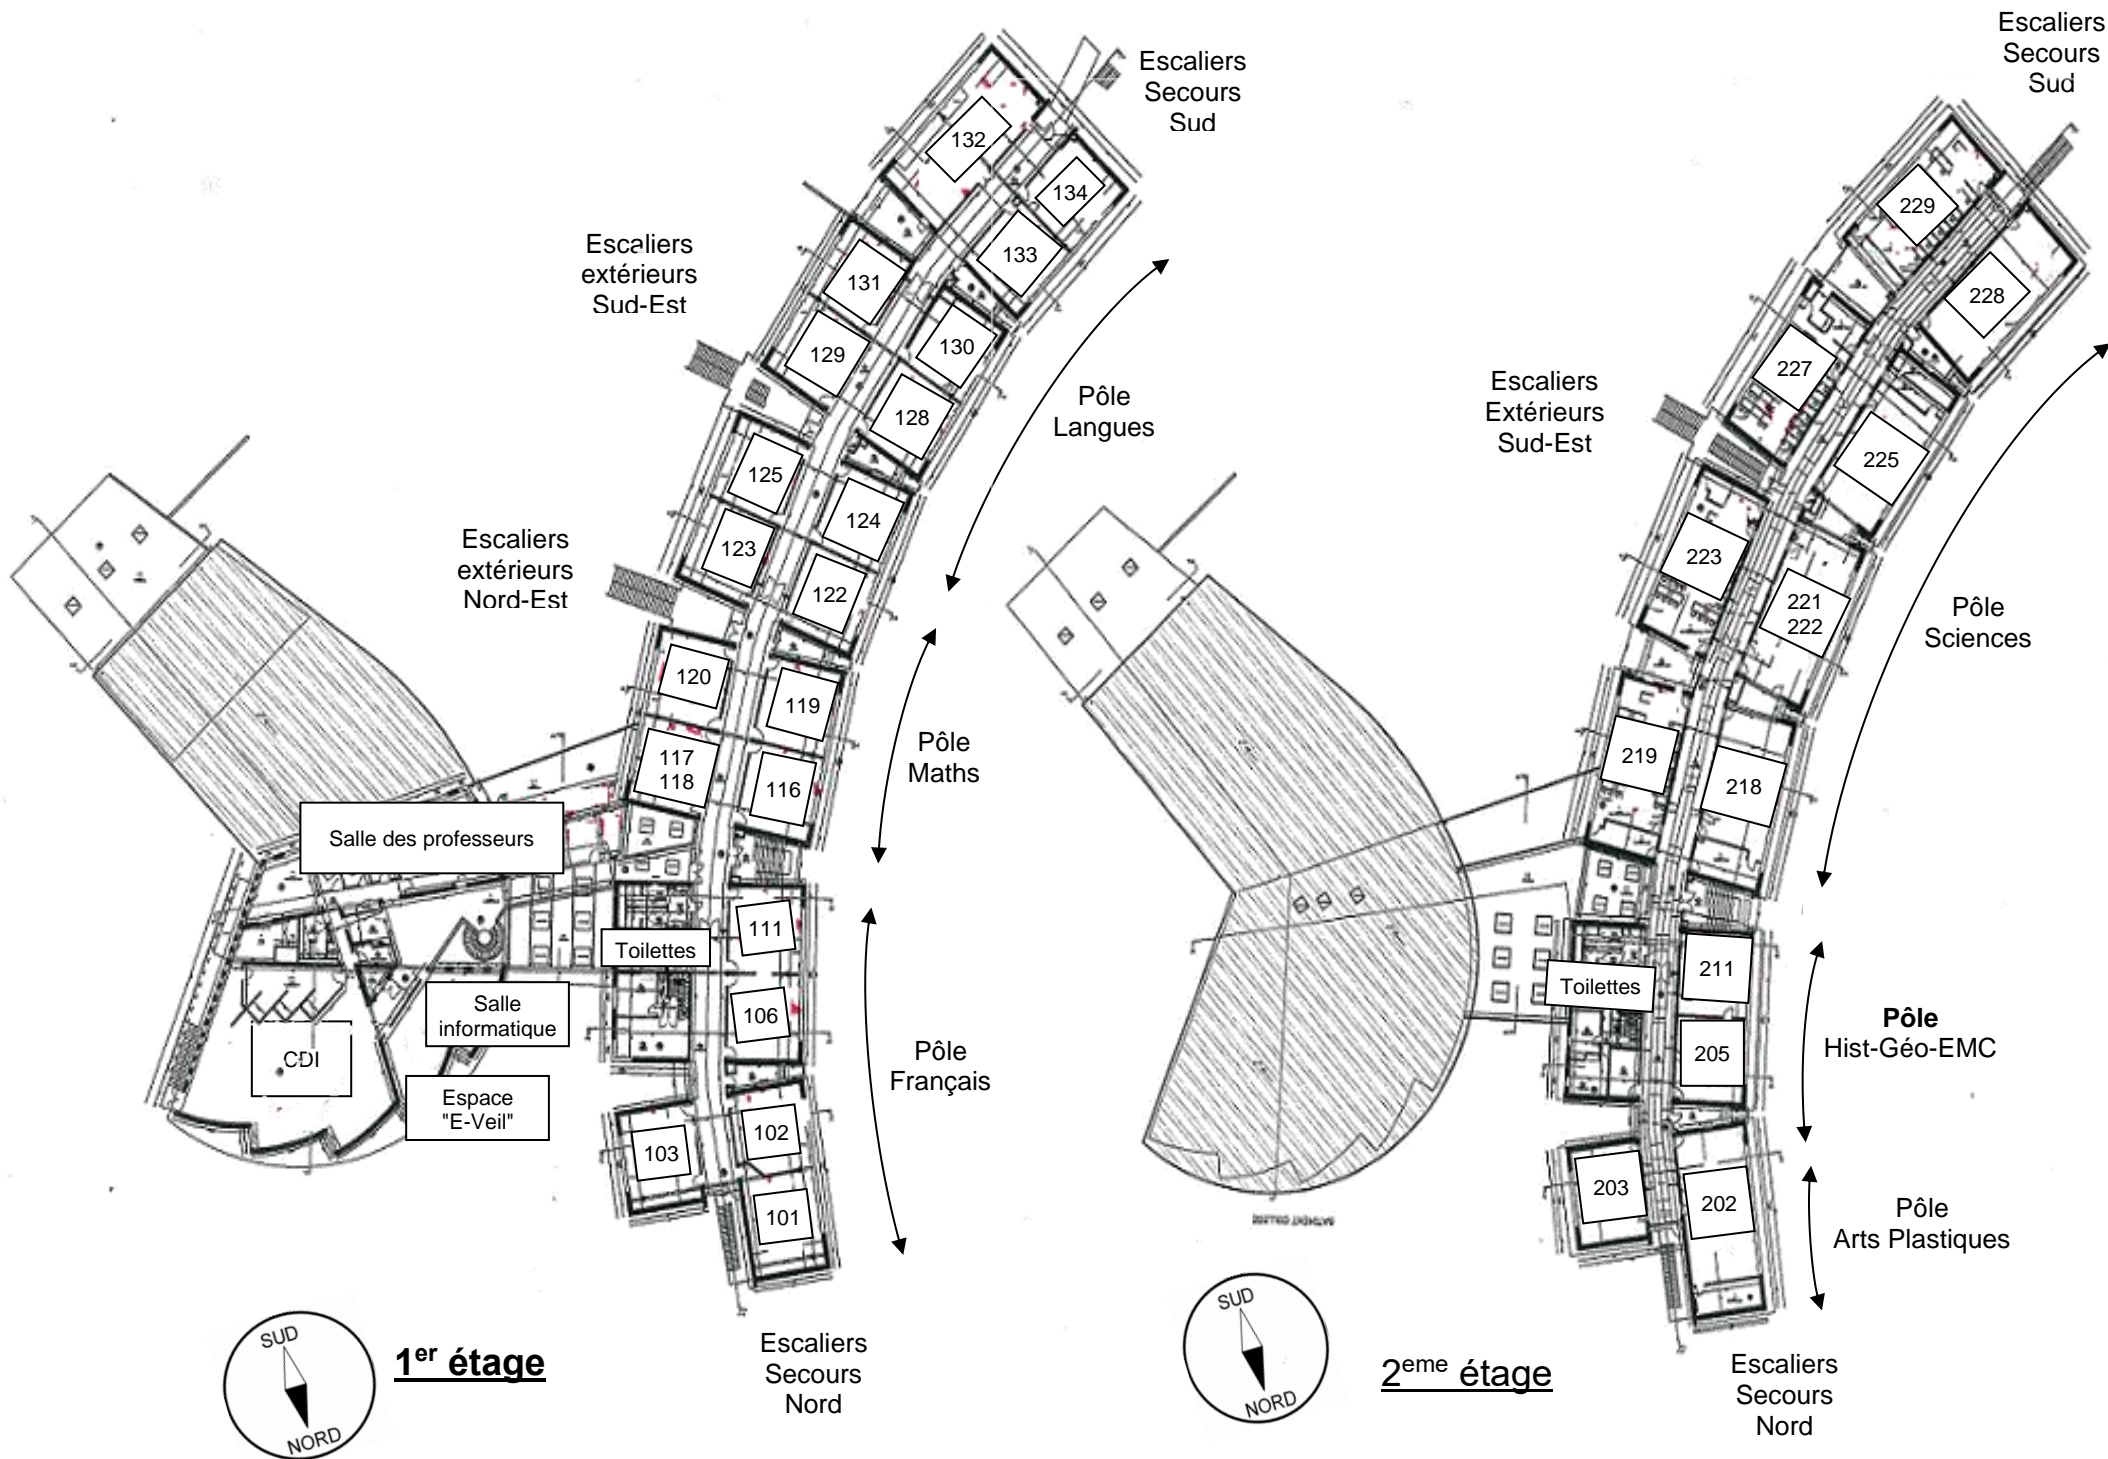 Escaliers
Secours
Sud
132
134
133
131
130
129
128
Escaliers
extérieurs
Sud-Est
Pôle
Langues
125
124
123
122
Escaliers
extérieurs
Nord-Est
120
119
117
118
116
Pôle
Maths
Salle des professeurs
Toilettes
111
106
Salle
informatique
CDI
Espace
"E-Veil"
Pôle
Français
103
102
101
SUD
NORD
1er étage
Escaliers
Secours
Nord
Escaliers
Secours
Sud
229
228
227
225
Escaliers
Extérieurs
Sud-Est
223
221
222
Pôle
Sciences
219
218
211
Toilettes
205
Pôle
Hist-Géo-EMC
203
202
Pôle
Arts Plastiques
BATIMENT COLLEGE
SUD
NORD
2eme étage
Escaliers
Secours
Nord